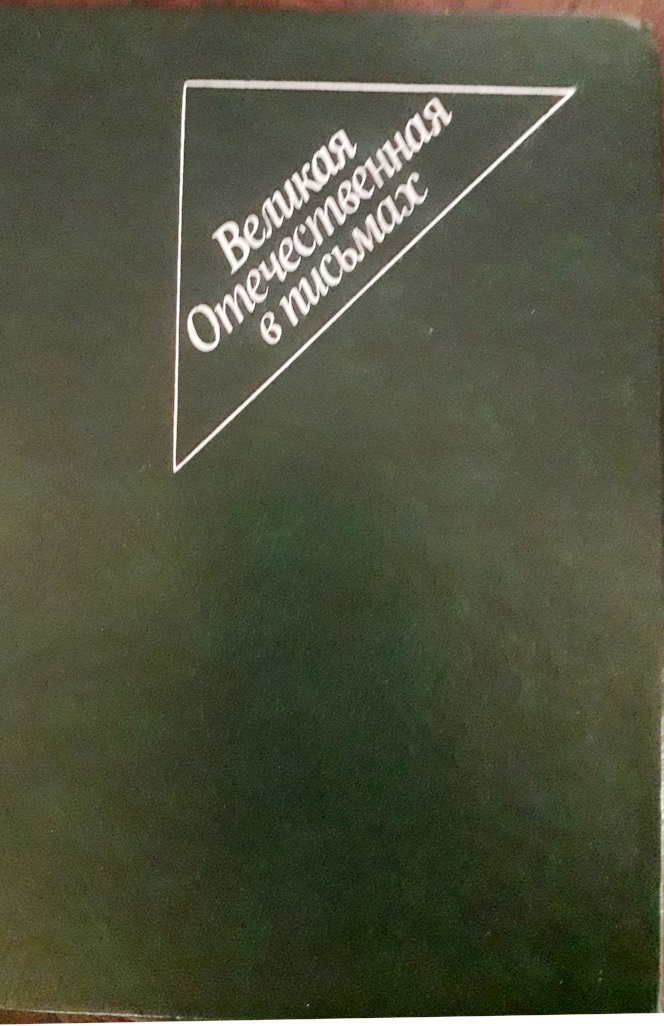 Великая
Отечественная
в письмах